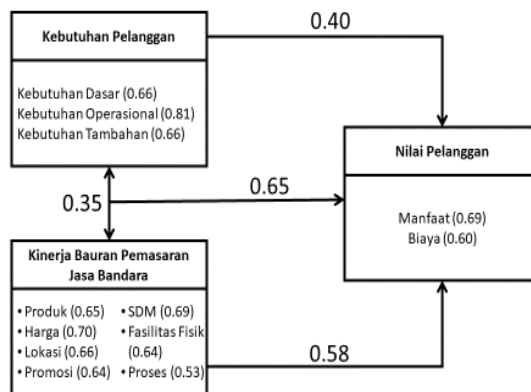 Kebutuhan Pelanggan
0.40
Kebutuhan Dasar (0.66)
Kebutuhan Operasional (0.81)
Kebutuhan Tambahan (0.66)
Nilai Pelanggan
0.65
0.35
Manfaat (0.69)
Biaya (0.60)
Kinerja Bauran Pemasaran
Jasa Bandara
• Produk (0.65)
• Harga (0.70)
• Lokasi (0.66)
• Promosi (0.64)
• SDM (0.69)
• Fasilitas Fisik
(0.64)
• Proses (0.53)
0.58